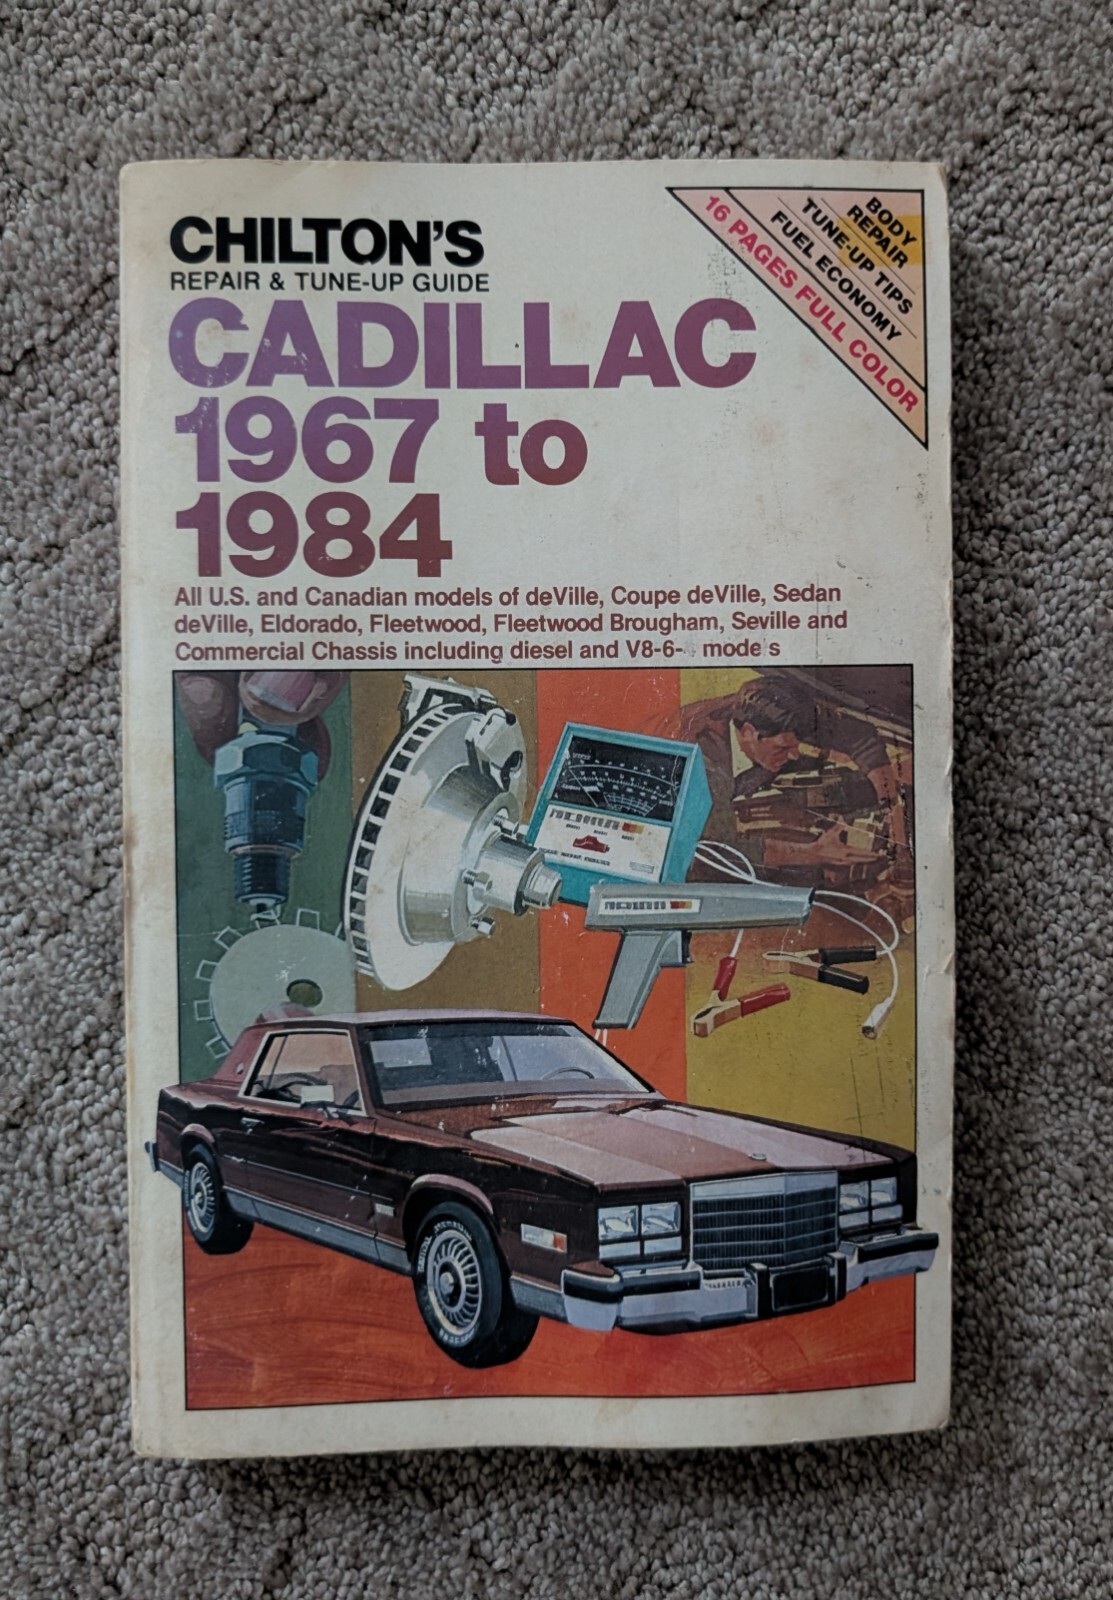 CHILTON'S
REPAIR & TUNE-UP GUIDE
CADILLAC
1967 to
1984
BODY
REPAIR
TUNE-UP TIPS
FUEL ECONOMY
16 PAGES FULL COLOR
All U.S. and Canadian models of deVille, Coupe deVille, Sedan
deVille, Eldorado, Fleetwood, Fleetwood Brougham, Seville and
Commercial Chassis including diesel and V8-6- mode s